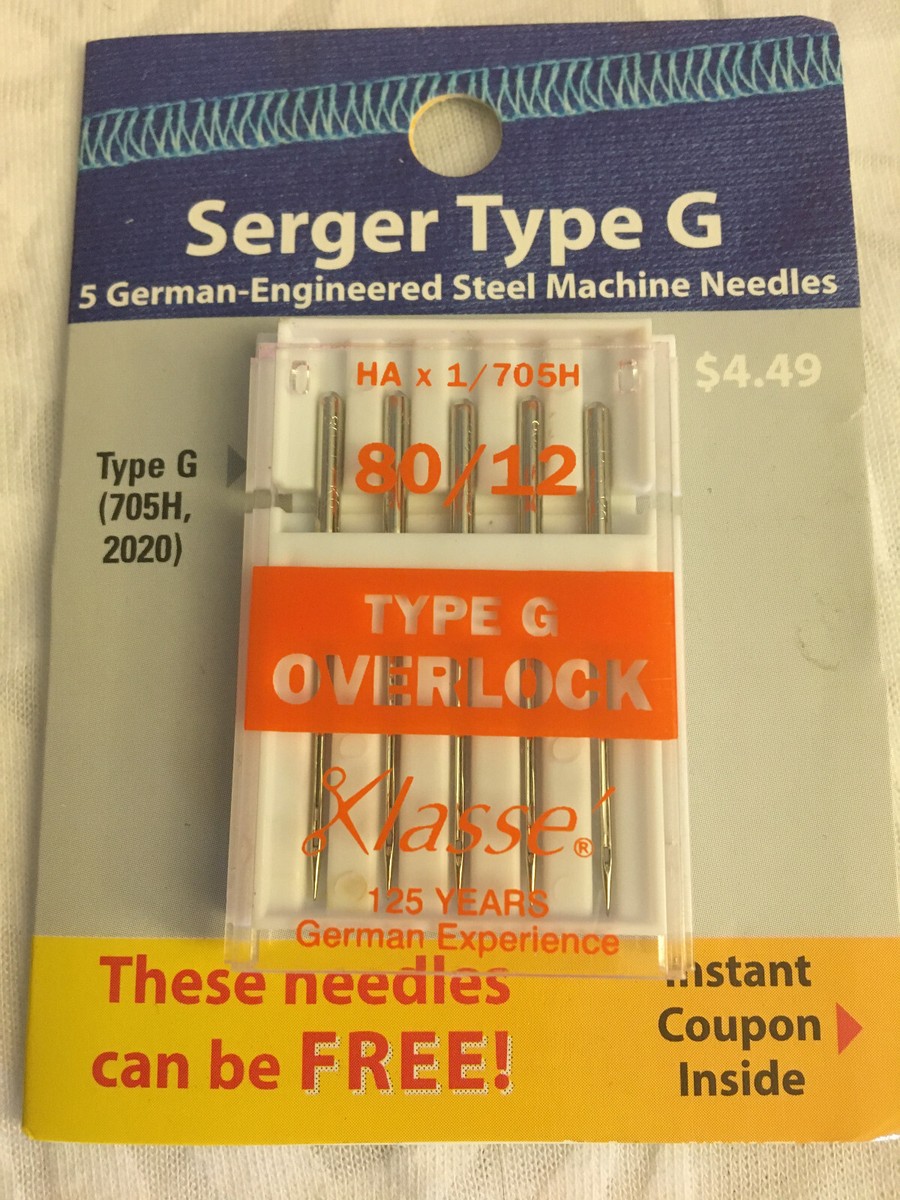 Serger Type G
5 German-Engineered Steel Machine Needles
HA x 1/705H
$4.49
80/12
Type G
(705H,
2020)
TYPE G
OVERLOCK
Klassé®
125 YEARS
German Experience
These needles
can be FREE!
Instant
Coupon
Inside